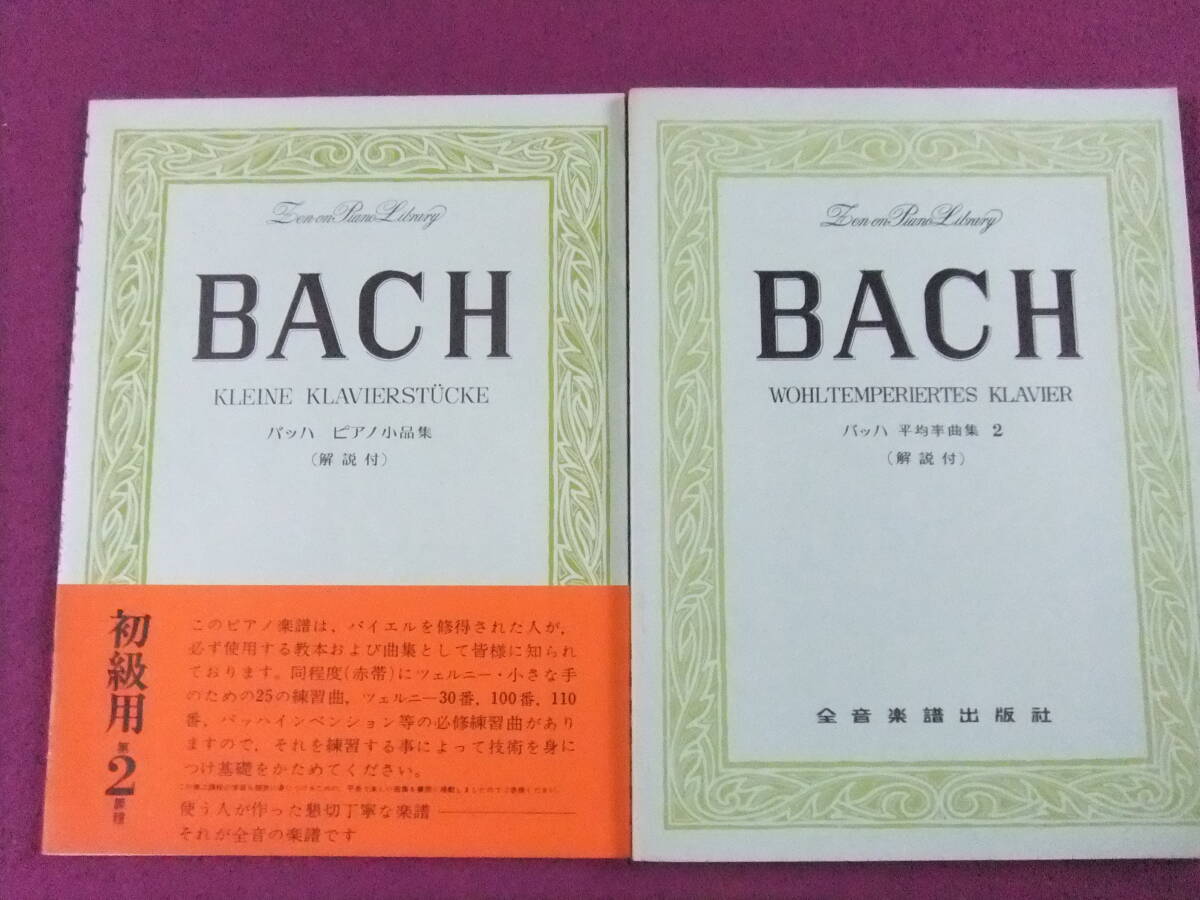 Zen-on Piano Library
BACH
KLEINE KLAVIERSTÜCKE
バッハ ピアノ小品集
(解説付)
初級用
第2課程
このピアノ楽譜は、バイエルを修得された人が、
必ず使用する教本および曲集として皆様に知られ
ております。同程度(赤帯)にツェルニー・小さな手
のための25の練習曲、ツェルニー30番、100番、110
番、バッハインベンション等の必修練習曲があり
ますので、それを練習する事によって技術を身に
つけ基礎をかためてください。
使う人が作った懇切丁寧な楽譜
それが全音の楽譜です
Zen-on Piano Library
BACH
WOHLTEMPERIERTES KLAVIER
バッハ 平均率曲集 2
(解説付)
全音楽譜出版社